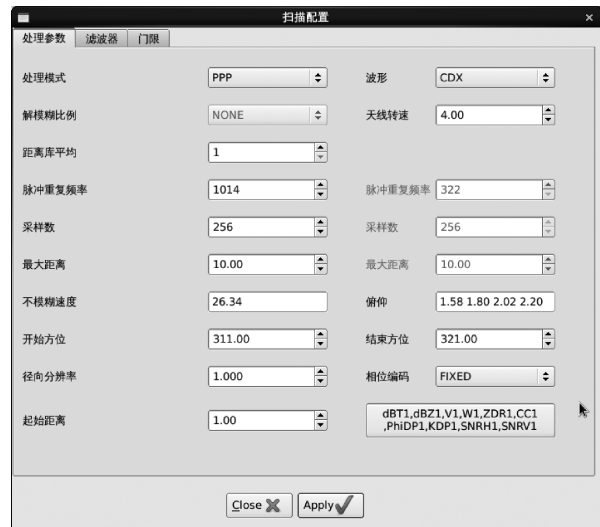 扫描配置
处理参数 滤波器 门限
处理模式 PPP 波形 CDX
解模糊比例 NONE 天线转速 4.00
距离库平均 1
脉冲重复频率 1014 脉冲重复频率 322
采样数 256 采样数 256
最大距离 10.00 最大距离 10.00
不模糊速度 26.34 俯仰 1.58 1.80 2.02 2.20
开始方位 311.00 结束方位 321.00
径向分辨率 1.000 相位编码 FIXED
起始距离 1.00 dBT1,dBZ1,V1,W1,ZDR1,CC1
,PhiDP1,KDP1,SNRH1,SNRV1
Close Apply